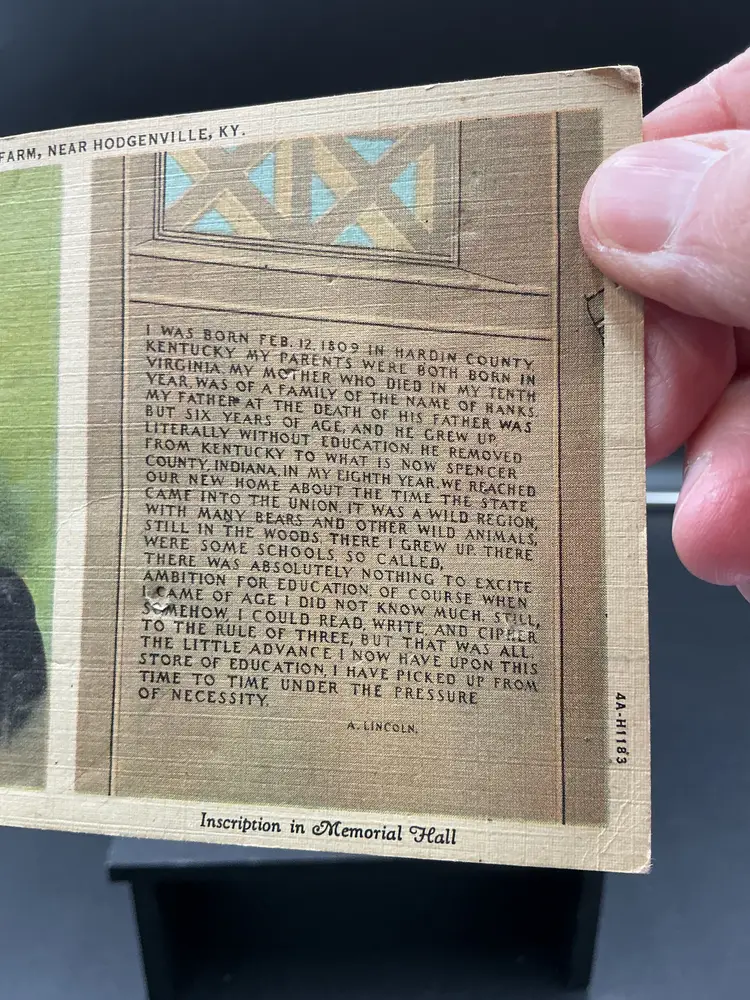 FARM, NEAR HODGENVILLE, KY.
I WAS BORN FEB. 12, 1809 IN HARDIN COUNTY,
KENTUCKY. MY PARENTS WERE BOTH BORN IN
VIRGINIA. MY MOTHER WHO DIED IN MY TENTH
YEAR, WAS OF A FAMILY OF THE NAME OF HANKS.
MY FATHER AT THE DEATH OF HIS FATHER WAS
BUT SIX YEARS OF AGE, AND HE GREW UP
LITERALLY WITHOUT EDUCATION. HE REMOVED
FROM KENTUCKY TO WHAT IS NOW SPENCER
COUNTY, INDIANA, IN MY EIGHTH YEAR. WE REACHED
OUR NEW HOME ABOUT THE TIME THE STATE
CAME INTO THE UNION. IT WAS A WILD REGION,
WITH MANY BEARS AND OTHER WILD ANIMALS,
STILL IN THE WOODS. THERE I GREW UP. THERE
WERE SOME SCHOOLS, SO CALLED,
THERE WAS ABSOLUTELY NOTHING TO EXCITE
AMBITION FOR EDUCATION. OF COURSE WHEN
I CAME OF AGE I DID NOT KNOW MUCH. STILL,
SOMEHOW, I COULD READ, WRITE, AND CIPHER
TO THE RULE OF THREE, BUT THAT WAS ALL.
THE LITTLE ADVANCE I NOW HAVE UPON THIS
STORE OF EDUCATION, I HAVE PICKED UP FROM
TIME TO TIME UNDER THE PRESSURE
OF NECESSITY.
A. LINCOLN.
4A-H1183
Inscription in Memorial Hall